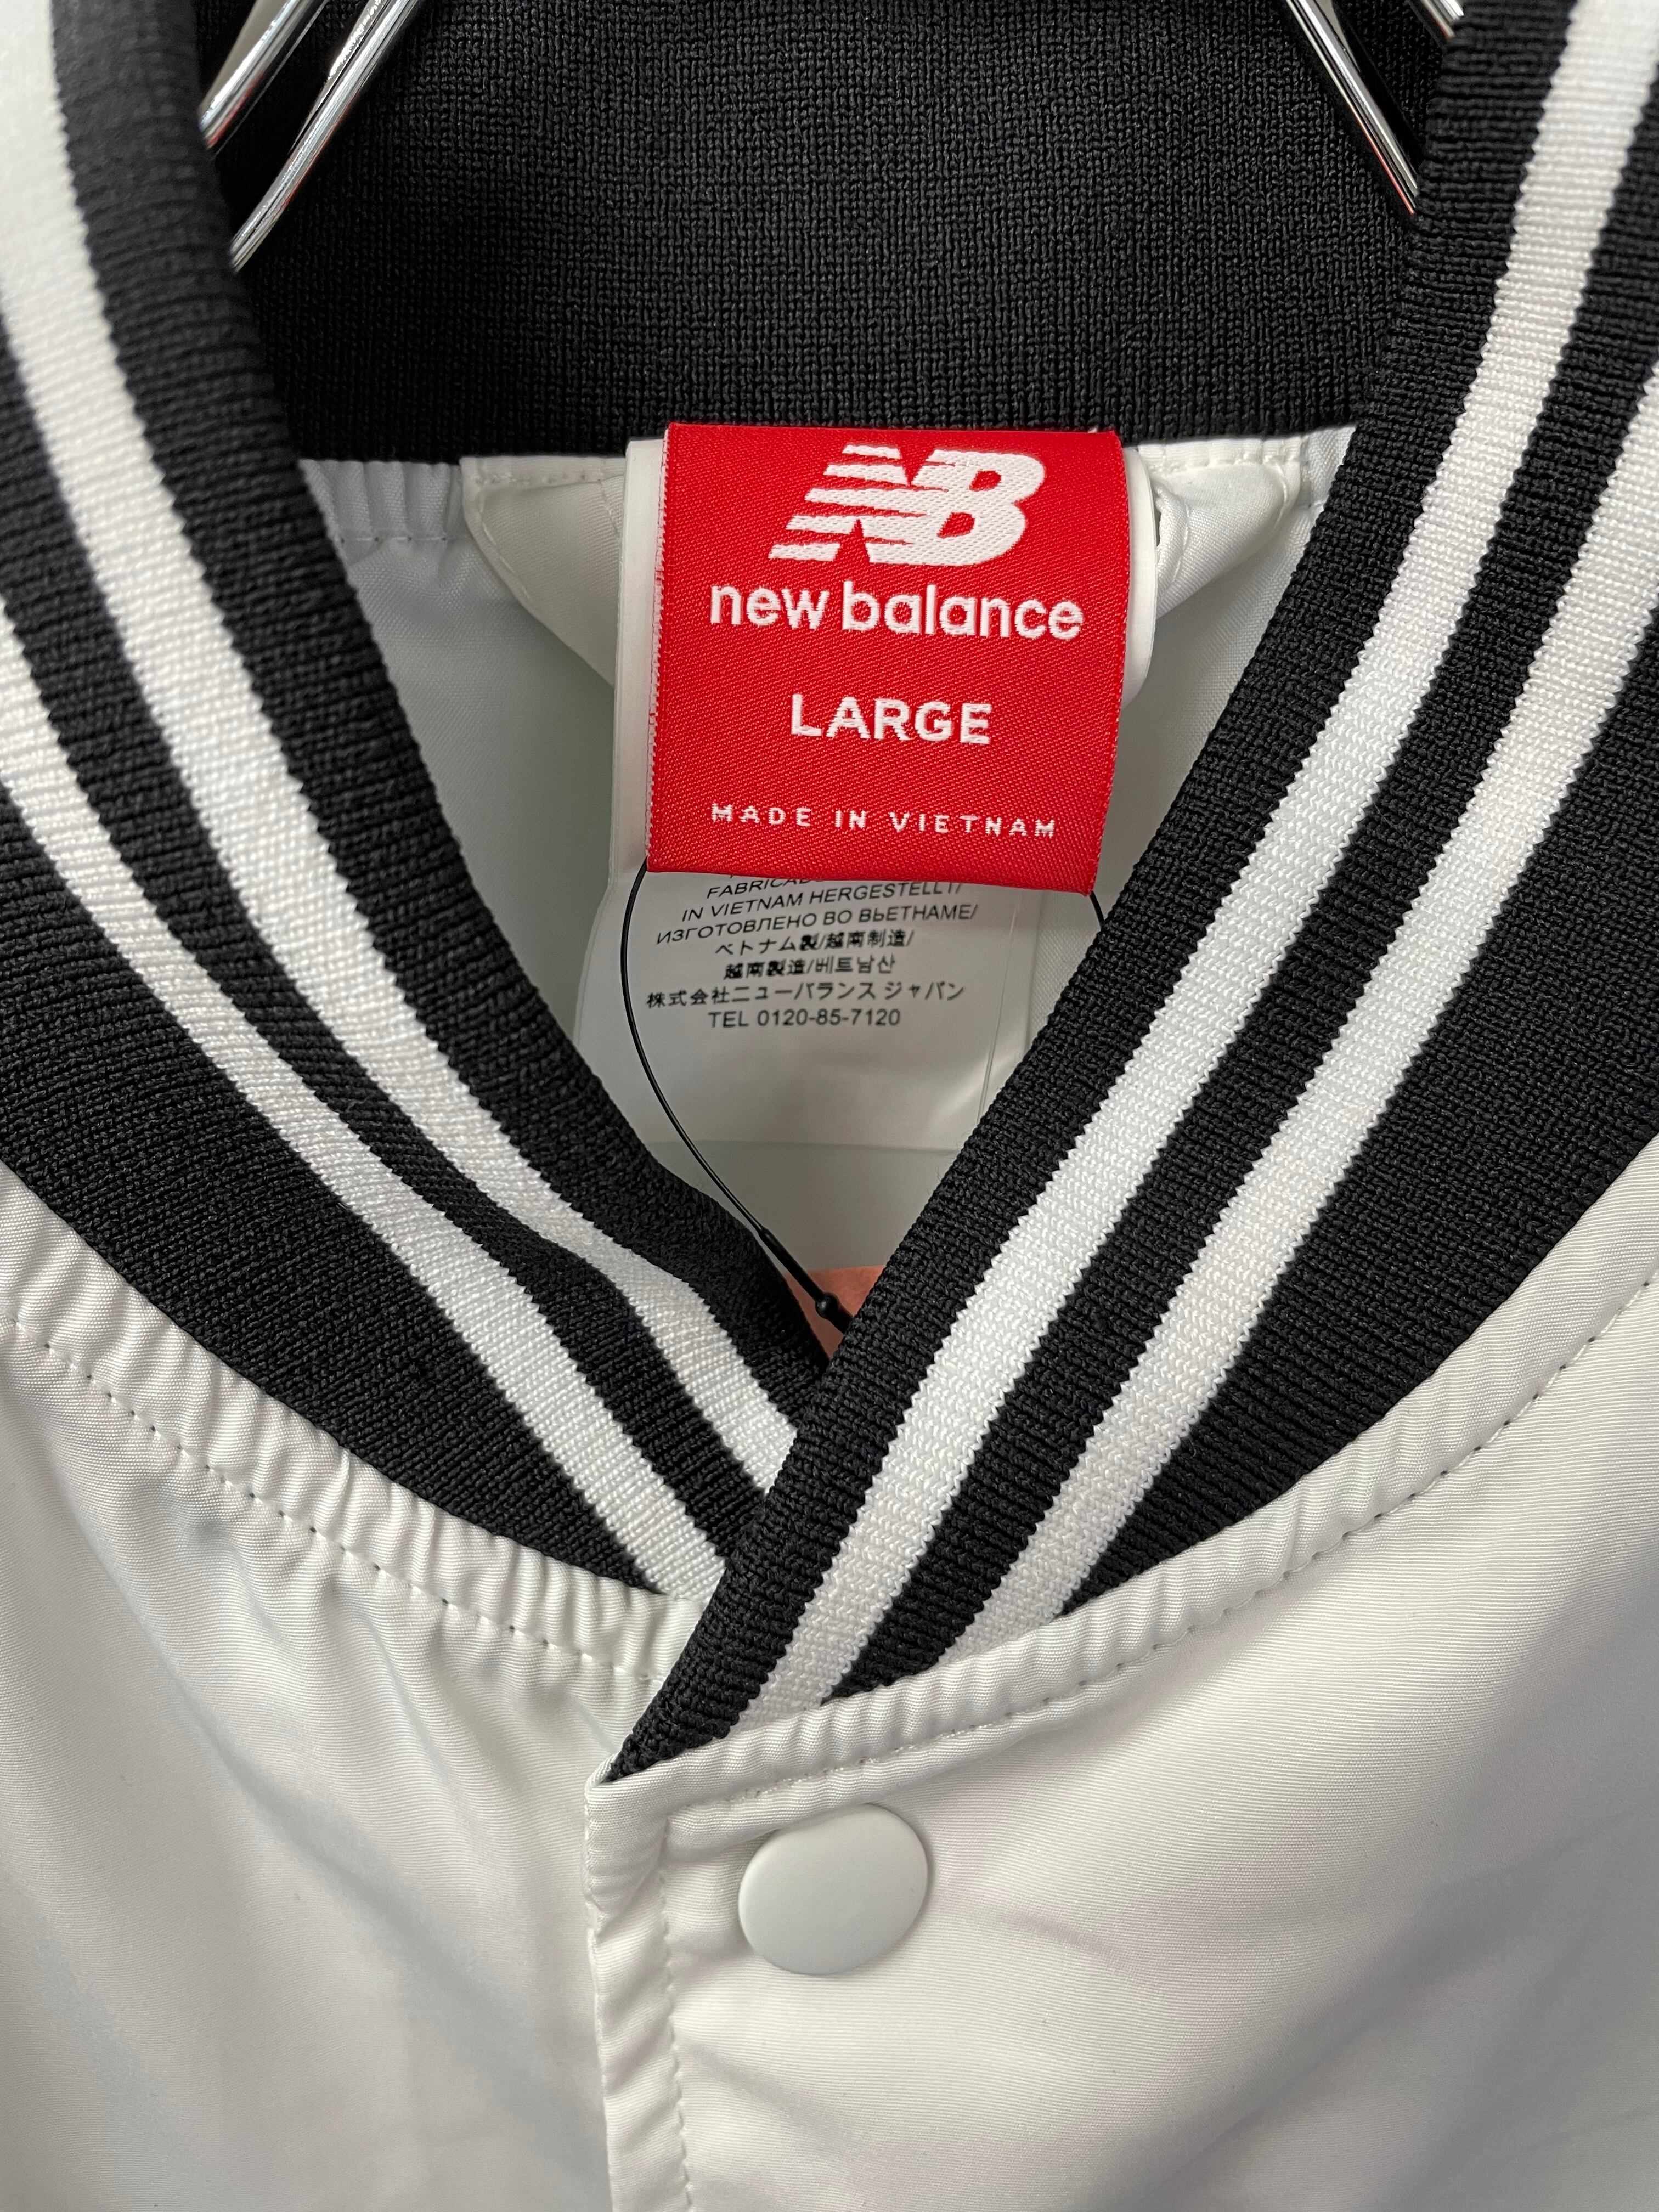 NB
new balance
LARGE
MADE IN VIETNAM
IN VIETNAM HERGESTELLT/
ИЗГОТОВЛЕНО ВО ВЬЕТНАМЕ/
ベトナム製/越南制造/
越南製造/베트남산
株式会社ニューバランス ジャパン
TEL 0120-85-7120